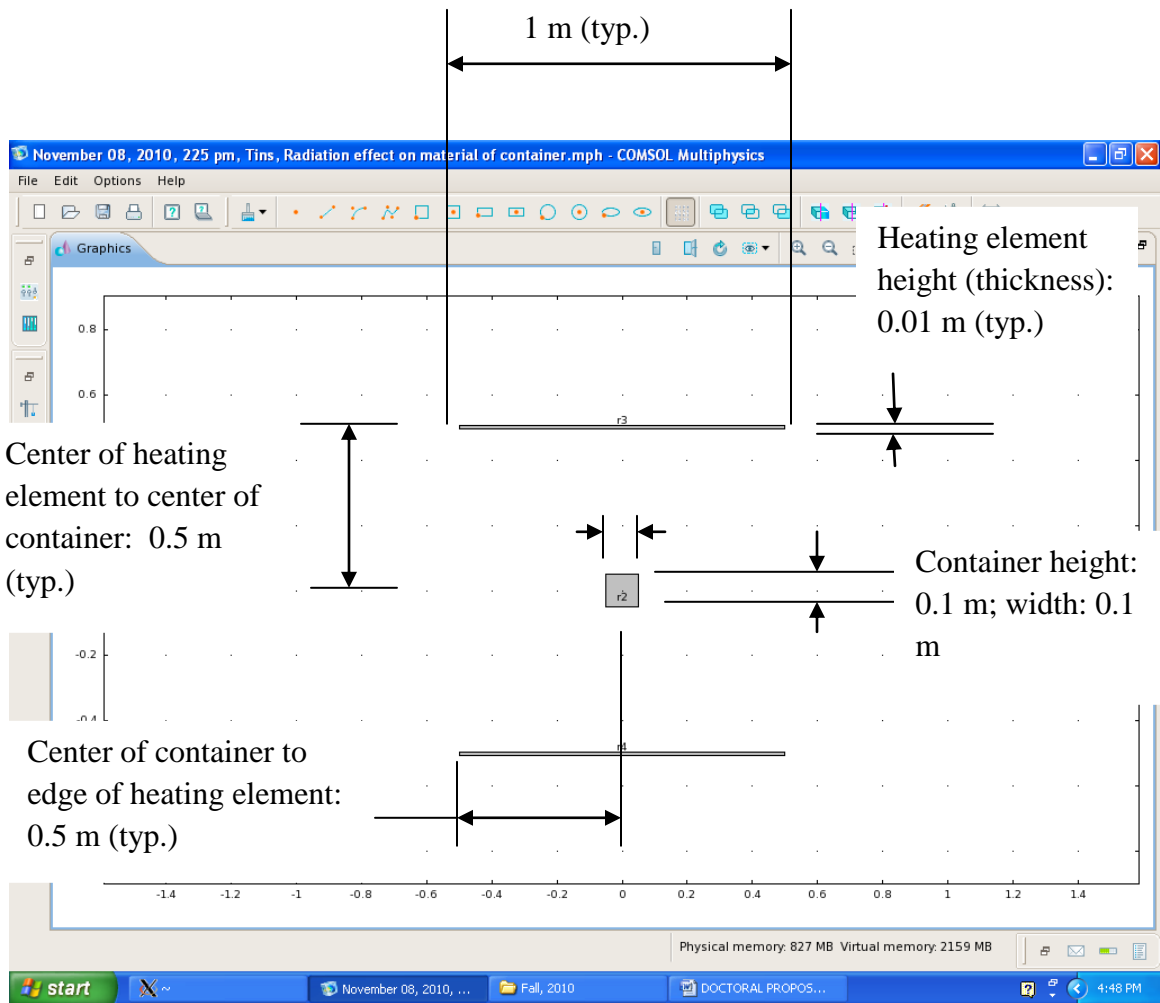 1 m (typ.)
November 08, 2010, 225 pm, Tins, Radiation effect on material of container.mph - COMSOL Multiphysics
File Edit Options Help
Graphics
Heating element
height (thickness):
0.01 m (typ.)
0.8
0.6
r3
Center of heating
element to center of
container: 0.5 m
(typ.)
r2
Container height:
0.1 m; width: 0.1
m
-0.2
-0.4
r4
Center of container to
edge of heating element:
0.5 m (typ.)
-1.4 -1.2 -1 -0.8 -0.6 -0.4 -0.2 0 0.2 0.4 0.6 0.8 1 1.2 1.4
Physical memory: 827 MB Virtual memory: 2159 MB
start X ~ November 08, 2010, ... Fall, 2010 DOCTORAL PROPOS... 4:48 PM